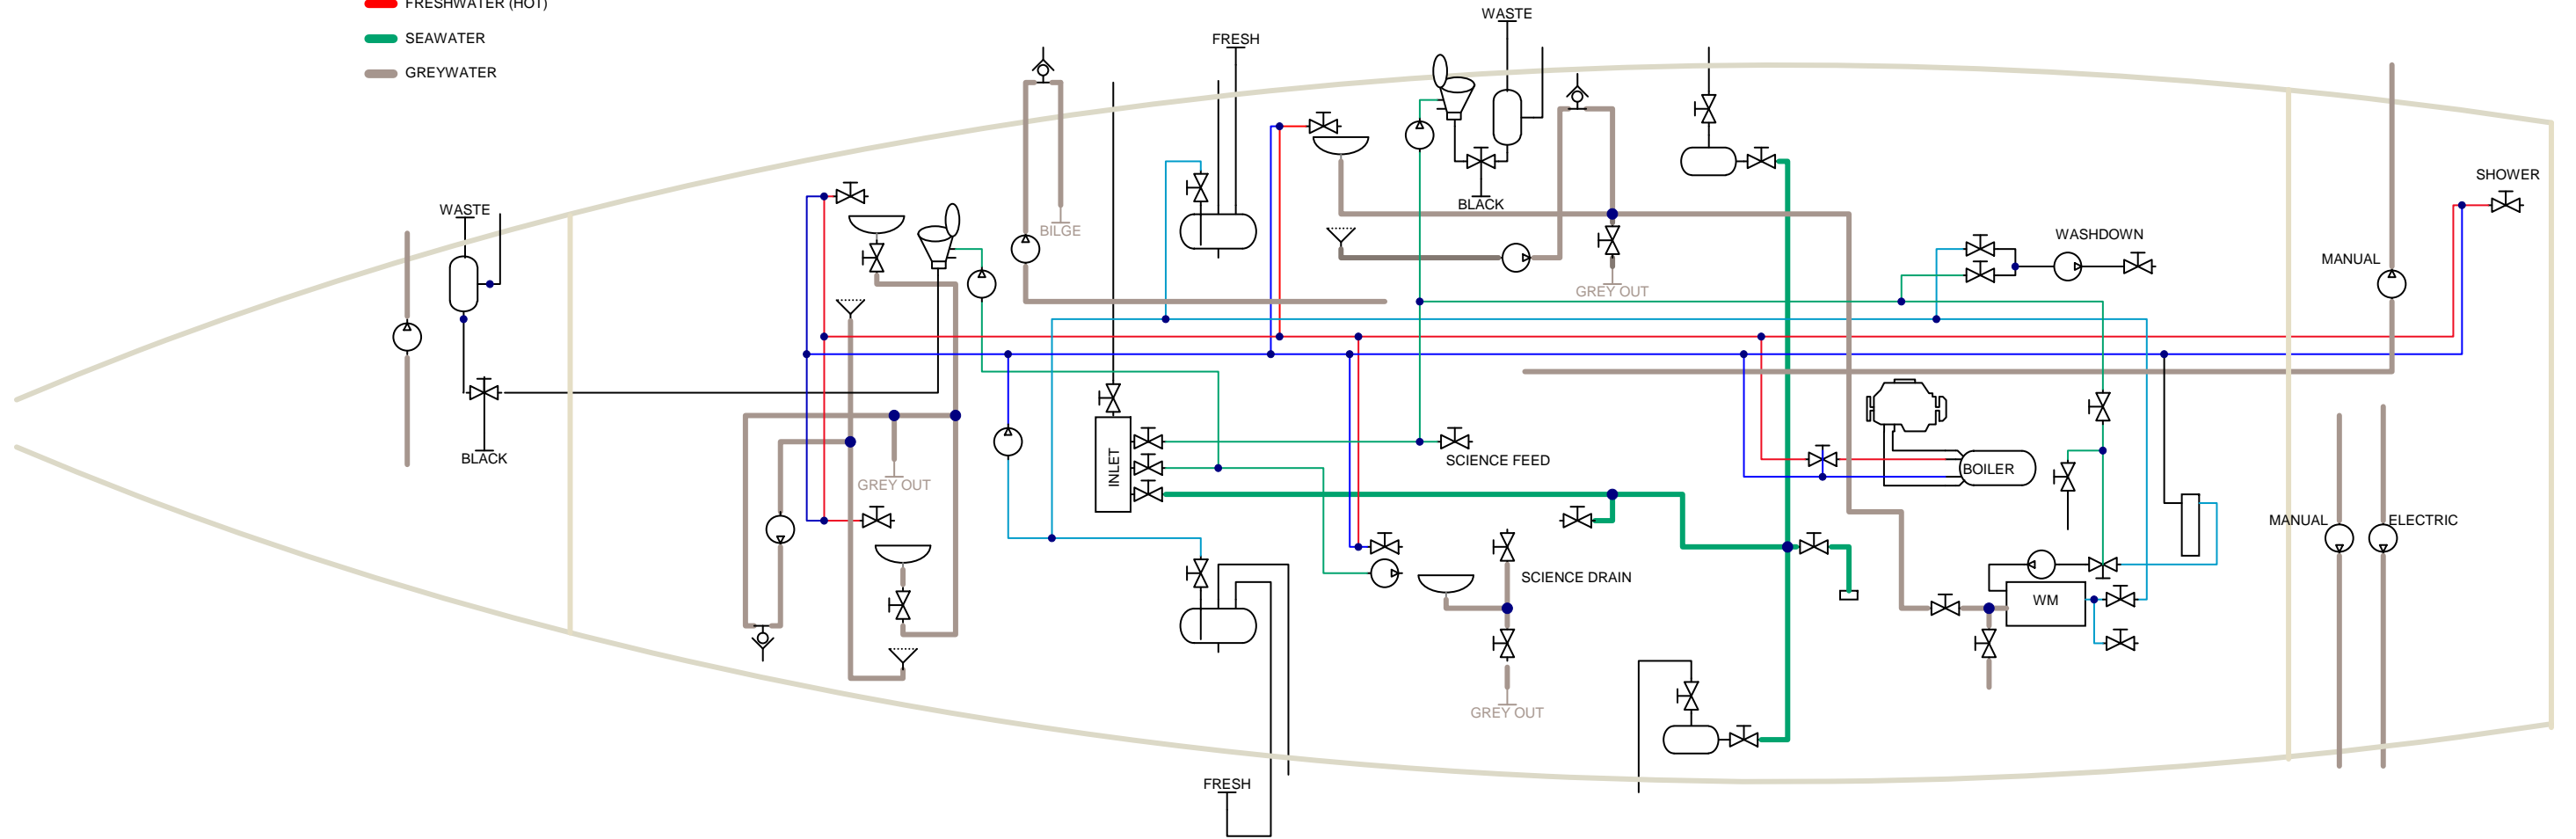 FRESHWATER (HOT)
SEAWATER
GREYWATER
WASTE
FRESH
WASTE
BLACK
SHOWER
WASHDOWN
MANUAL
BILGE
GREY OUT
BLACK
GREY OUT
INLET
SCIENCE FEED
BOILER
MANUAL
ELECTRIC
SCIENCE DRAIN
WM
GREY OUT
FRESH